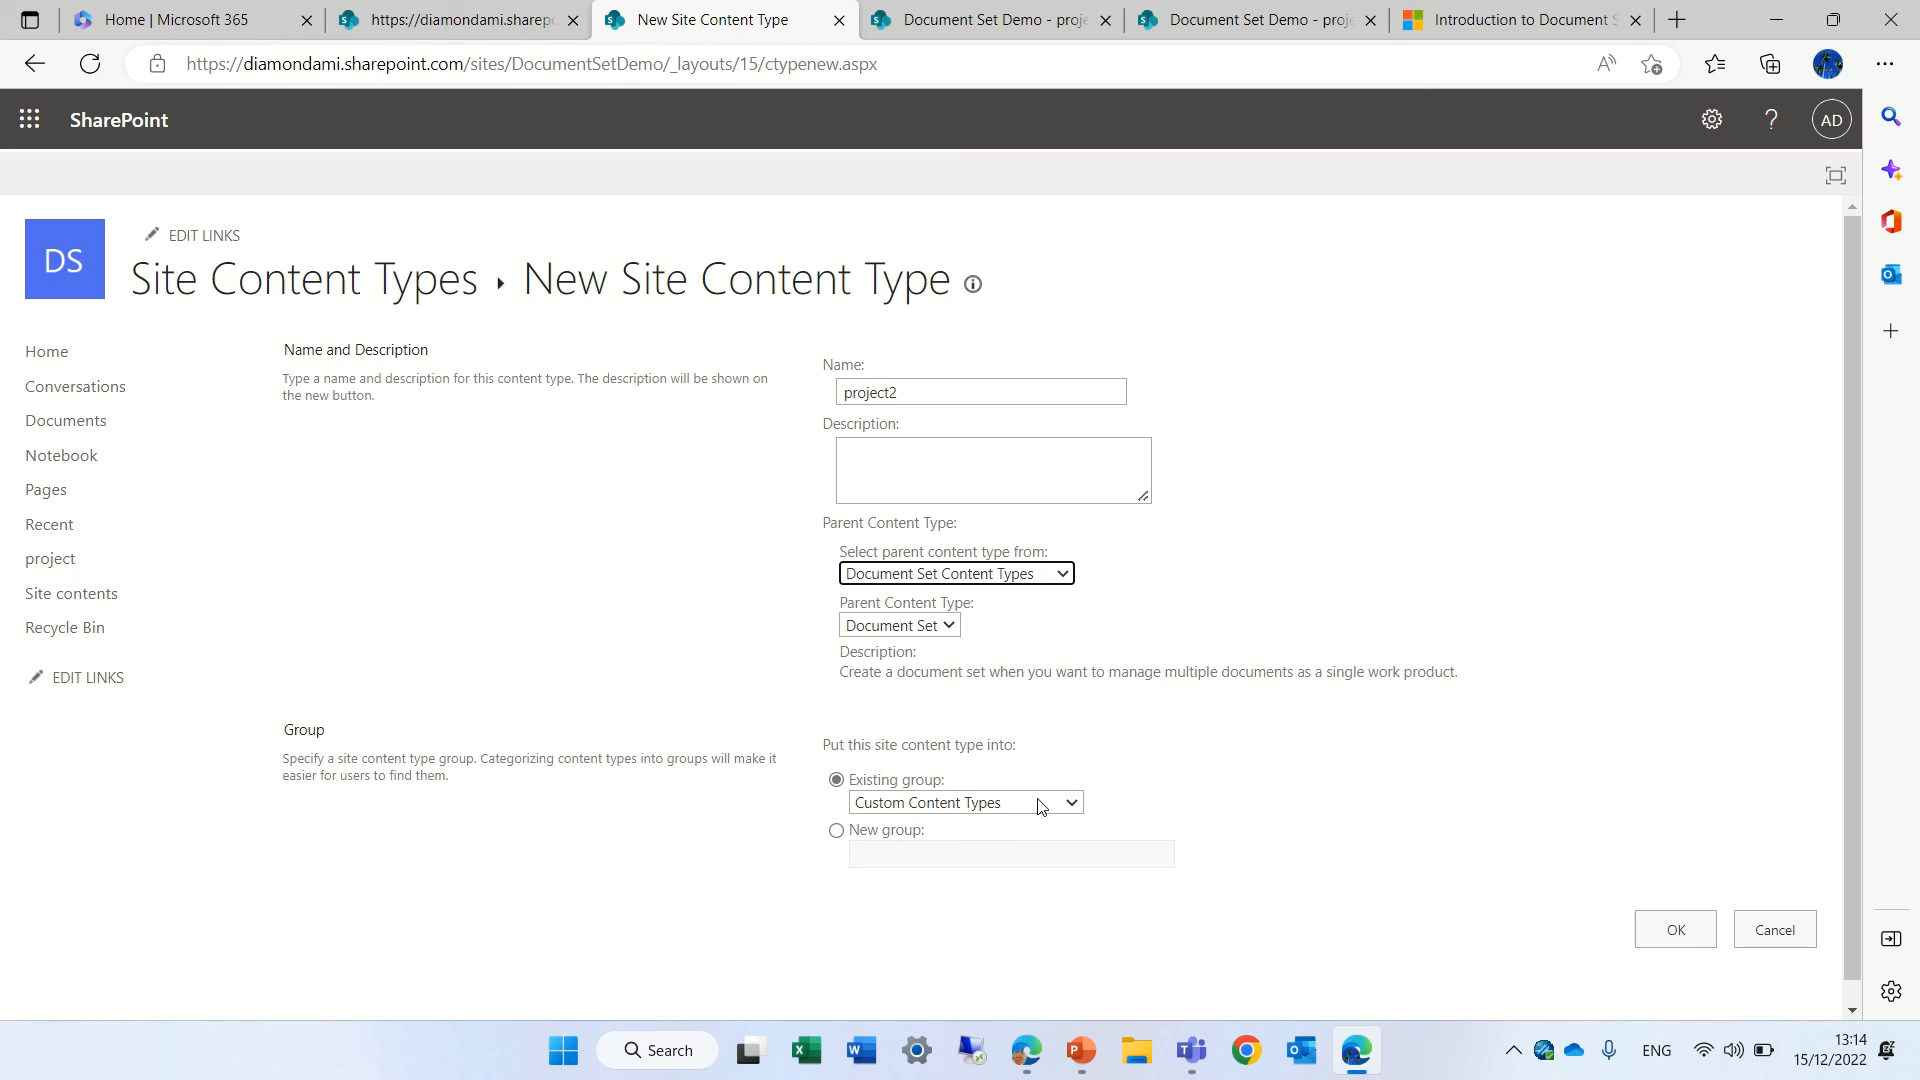 Home | Microsoft 365
https://diamondami.sharepc
New Site Content Type
Document Set Demo - proje
Document Set Demo - proje
Introduction to Document S
https://diamondami.sharepoint.com/sites/DocumentSetDemo/_layouts/15/ctypenew.aspx
SharePoint
AD
DS
EDIT LINKS
Site Content Types ▸ New Site Content Type
Home
Conversations
Documents
Notebook
Pages
Recent
project
Site contents
Recycle Bin
EDIT LINKS
Name and Description
Type a name and description for this content type. The description will be shown on
the new button.
Name:
project2
Description:
Parent Content Type:
Select parent content type from:
Document Set Content Types
Parent Content Type:
Document Set
Description:
Create a document set when you want to manage multiple documents as a single work product.
Group
Specify a site content type group. Categorizing content types into groups will make it
easier for users to find them.
Put this site content type into:
Existing group:
Custom Content Types
New group:
OK
Cancel
Search
ENG
13:14
15/12/2022